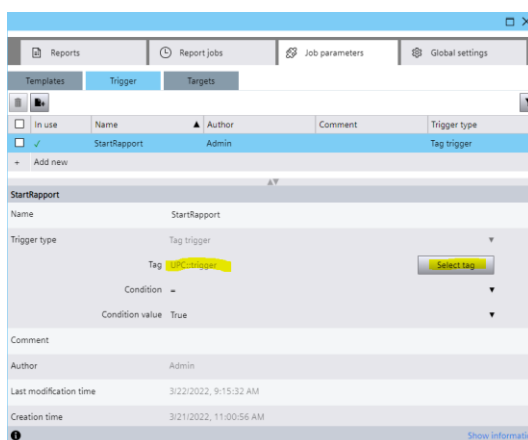 Reports Report jobs Job parameters Global settings
Templates Trigger Targets
In use Name Author Comment Trigger type
StartRapport Admin Tag trigger
+ Add new
StartRapport
Name StartRapport
Trigger type Tag trigger
Tag UPC::trigger Select tag
Condition =
Condition value True
Comment
Author Admin
Last modification time 3/22/2022, 9:15:32 AM
Creation time 3/21/2022, 11:00:56 AM